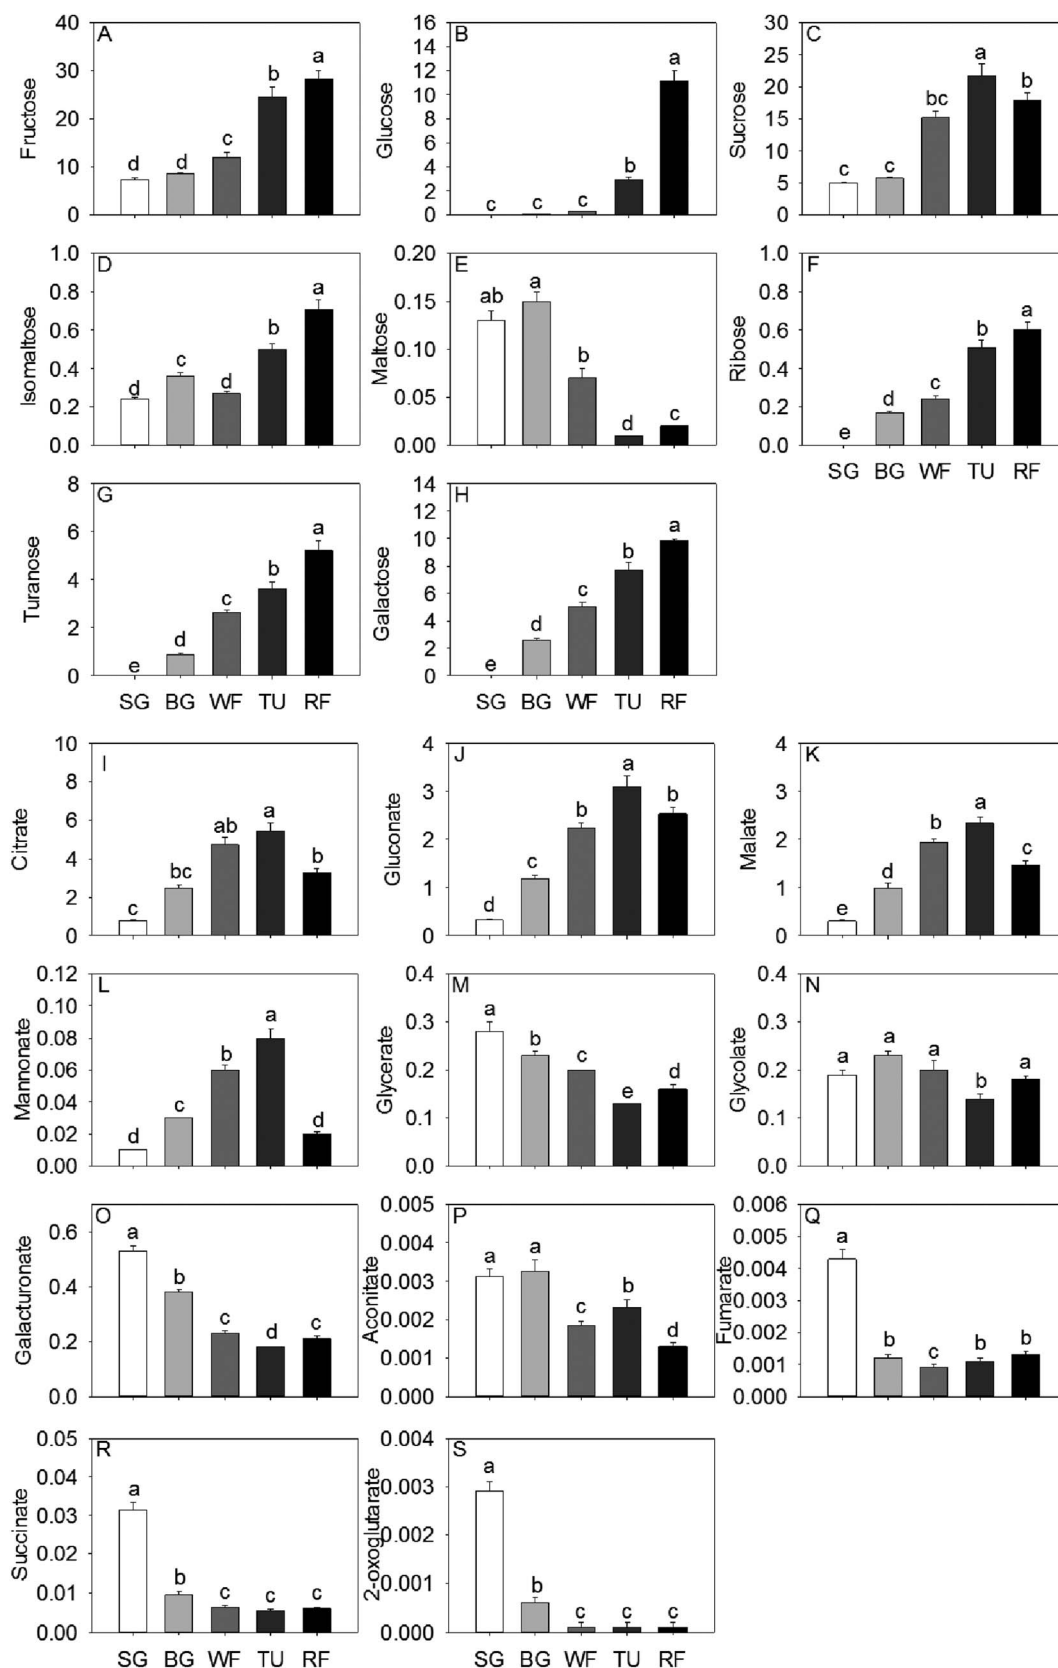 A
Fructose
40
30
20
10
0
d
d
c
b
a
B
Glucose
16
14
12
10
8
6
4
2
0
c
c
c
b
a
C
Sucrose
30
25
20
15
10
5
0
c
c
bc
a
b
D
Isomaltose
1.0
0.8
0.6
0.4
0.2
0.0
d
c
d
b
a
E
Maltose
0.20
0.15
0.10
0.05
0.00
ab
a
b
d
c
F
Ribose
1.0
0.8
0.6
0.4
0.2
0.0
e
d
c
b
a
SG BG WF TU RF
G
Turanose
8
6
4
2
0
e
d
c
b
a
SG BG WF TU RF
H
Galactose
15
14
12
10
8
6
4
2
0
e
d
c
b
a
SG BG WF TU RF
I
Citrate
10
8
6
4
2
0
c
bc
ab
a
b
J
Gluconate
4
3
2
1
0
d
c
b
a
b
K
Malate
4
3
2
1
0
e
d
b
a
c
L
Mannonate
0.12
0.10
0.08
0.06
0.04
0.02
0.00
d
c
b
a
d
M
Glycerate
0.4
0.3
0.2
0.1
0.0
a
b
c
e
d
N
Glycolate
0.4
0.3
0.2
0.1
0.0
a
a
a
b
a
O
Galacturonate
0.6
0.4
0.2
0.0
a
b
c
d
c
P
Aconitate
0.005
0.004
0.003
0.002
0.001
0.000
a
a
c
b
d
Q
Fumarate
0.006
0.005
0.004
0.003
0.002
0.001
0.000
a
b
c
b
b
R
Succinate
0.05
0.04
0.03
0.02
0.01
0.00
a
b
c
c
c
SG BG WF TU RF
S
2-oxoglutarate
0.004
0.003
0.002
0.001
0.000
a
b
c
c
c
SG BG WF TU RF